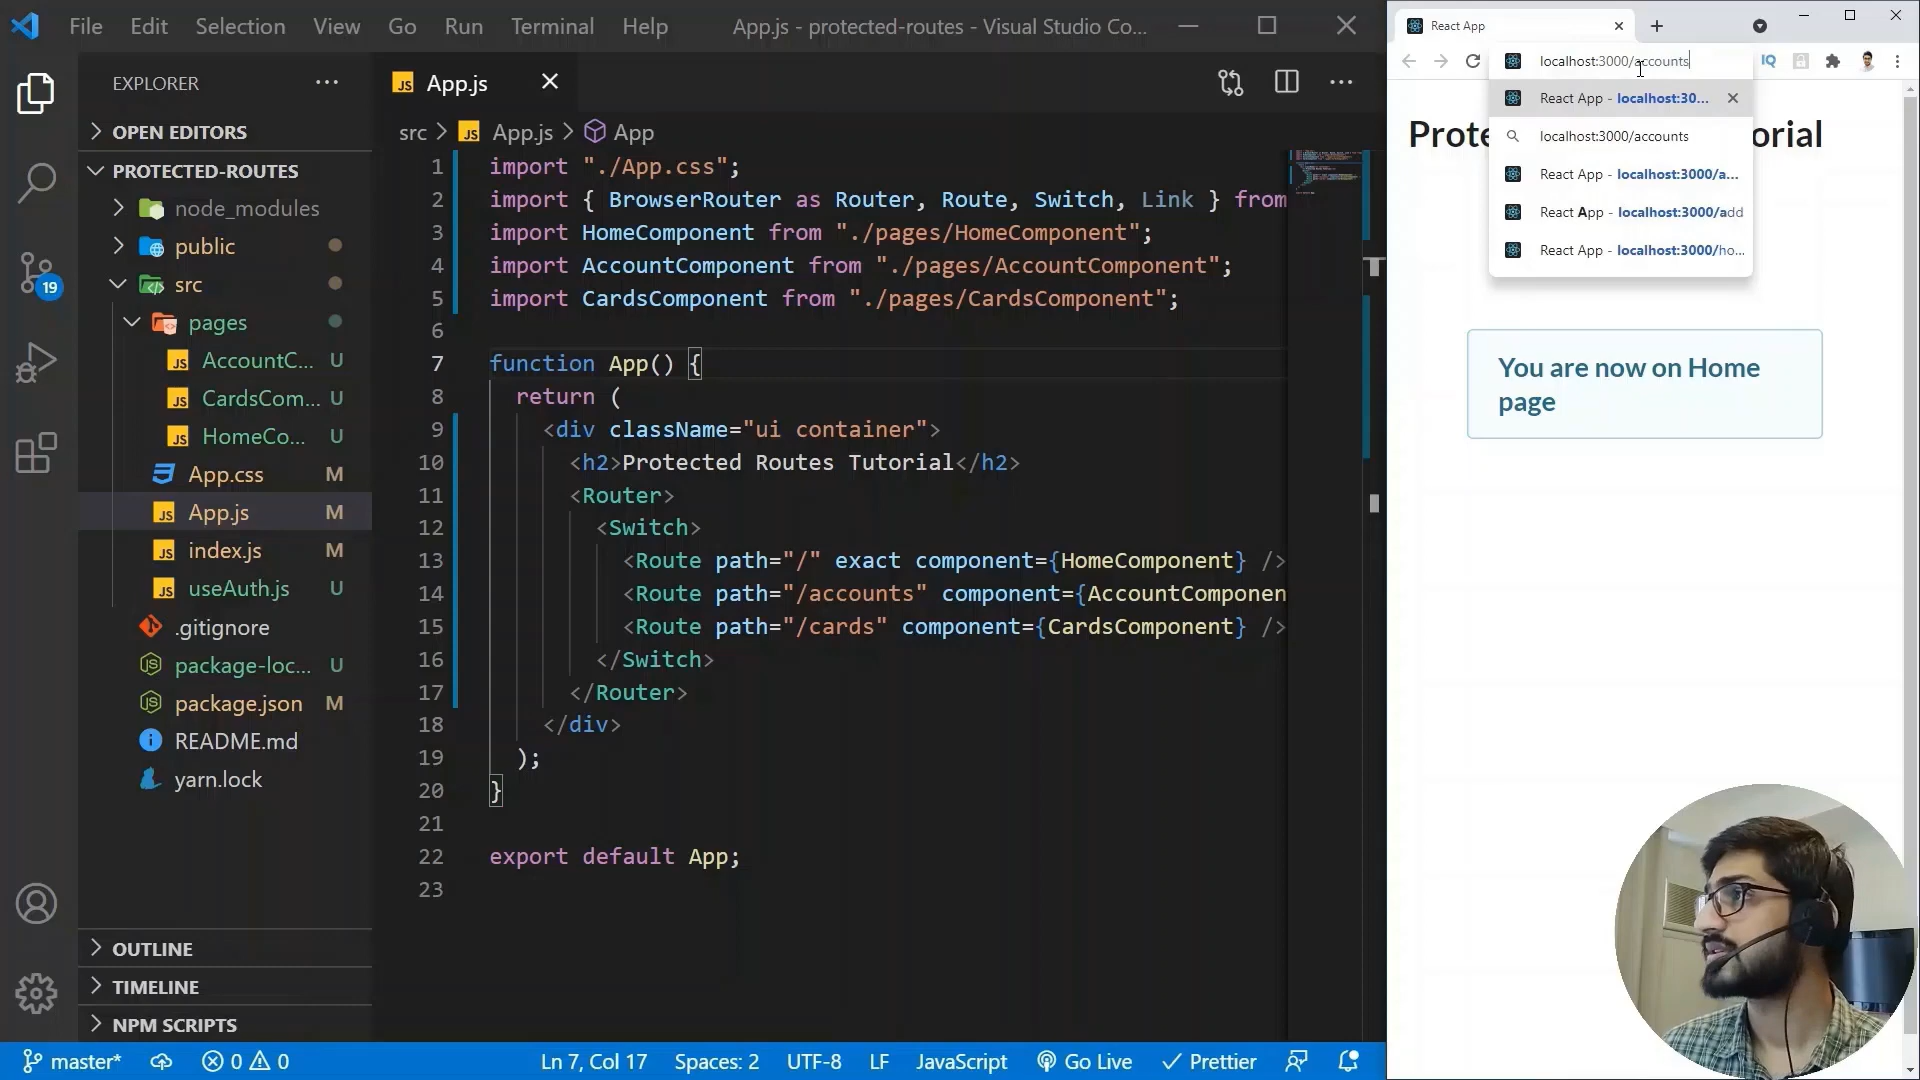 File Edit Selection View Go Run Terminal Help
App.js - protected-routes - Visual Studio Co...
EXPLORER
OPEN EDITORS
PROTECTED-ROUTES
node_modules
public
src
pages
AccountC... U
CardsCom... U
HomeCo... U
App.css M
App.js M
index.js M
useAuth.js U
.gitignore
package-loc... U
package.json M
README.md
yarn.lock
OUTLINE
TIMELINE
NPM SCRIPTS
19
App.js
src > App.js > App
1 import "./App.css";
2 import { BrowserRouter as Router, Route, Switch, Link } from
3 import HomeComponent from "./pages/HomeComponent";
4 import AccountComponent from "./pages/AccountComponent";
5 import CardsComponent from "./pages/CardsComponent";
6
7 function App() {
8 return (
9 <div className="ui container">
10 <h2>Protected Routes Tutorial</h2>
11 <Router>
12 <Switch>
13 <Route path="/" exact component={HomeComponent} />
14 <Route path="/accounts" component={AccountComponen
15 <Route path="/cards" component={CardsComponent} />
16 </Switch>
17 </Router>
18 </div>
19 );
20 }
21
22 export default App;
23
master* 0 0 Ln 7, Col 17 Spaces: 2 UTF-8 LF JavaScript Go Live Prettier
React App
localhost:3000/accounts
IQ
React App - localhost:30...
localhost:3000/accounts
React App - localhost:3000/a...
React App - localhost:3000/add
React App - localhost:3000/ho...
Prote
torial
You are now on Home
page